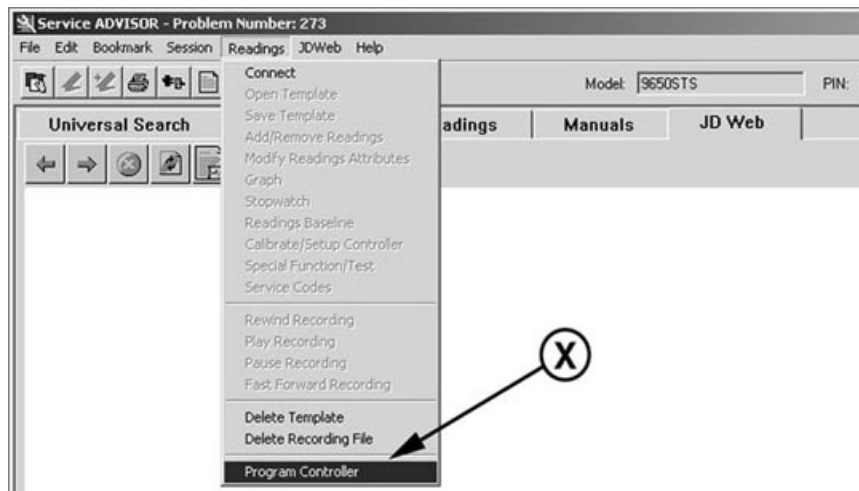 Service ADVISOR - Problem Number: 273
File Edit Bookmark Session Readings JDWeb Help
Model: 9650STS PIN:
Universal Search adings Manuals JD Web
Connect
Open Template
Save Template
Add/Remove Readings
Modify Readings Attributes
Graph
Stopwatch
Readings Baseline
Calibrate/Setup Controller
Special Function/Test
Service Codes
Rewind Recording
Play Recording
Pause Recording
Fast Forward Recording
Delete Template
Delete Recording File
Program Controller
X